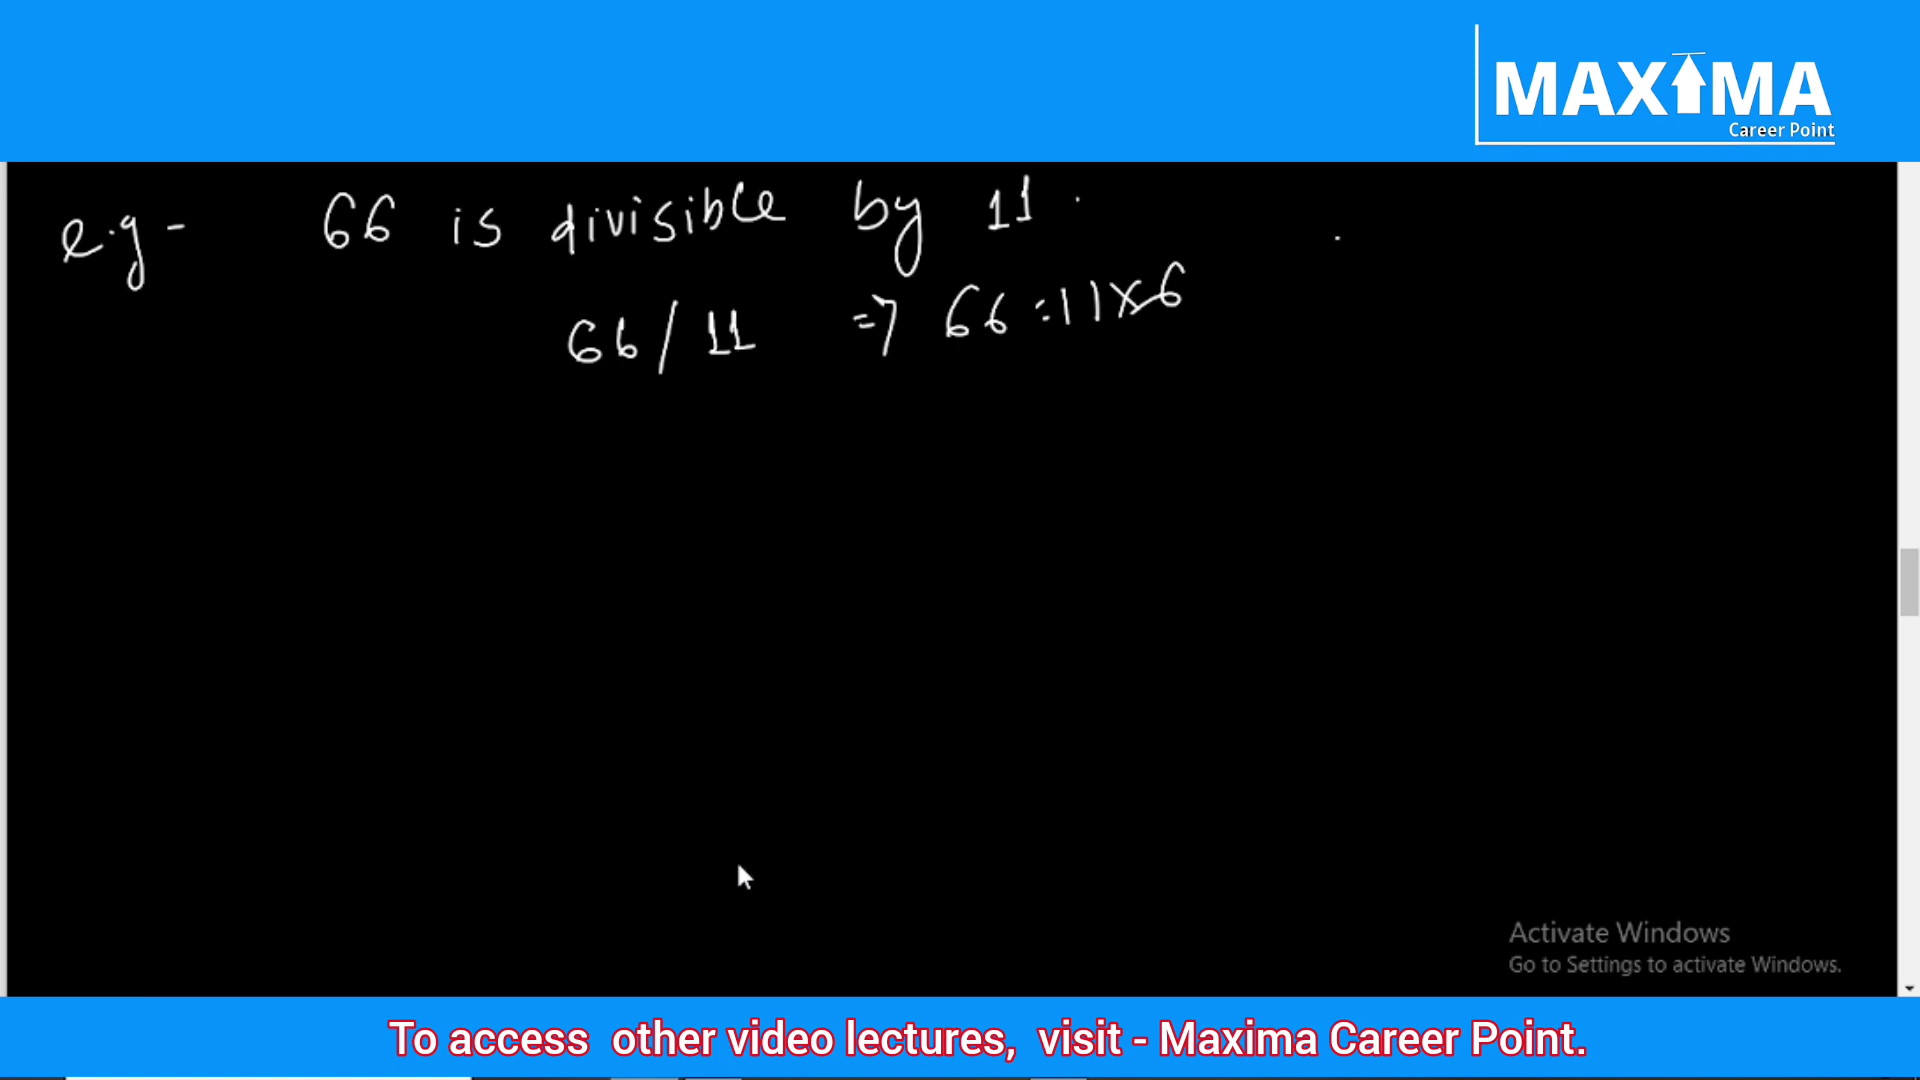 MAXIMA
Career Point
e.g - 66 is divisible by 11.
66/11 => 66=11x6
Activate Windows
Go to Settings to activate Windows.
To access other video lectures, visit - Maxima Career Point.